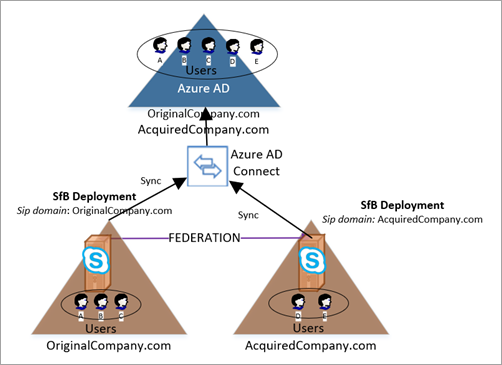 A B C D E
Users
Azure AD
OriginalCompany.com
AcquiredCompany.com
Azure AD
Connect
Sync
Sync
SfB Deployment
Sip domain: OriginalCompany.com
SfB Deployment
Sip domain: AcquiredCompany.com
FEDERATION
S
S
A B C
Users
OriginalCompany.com
D E
Users
AcquiredCompany.com